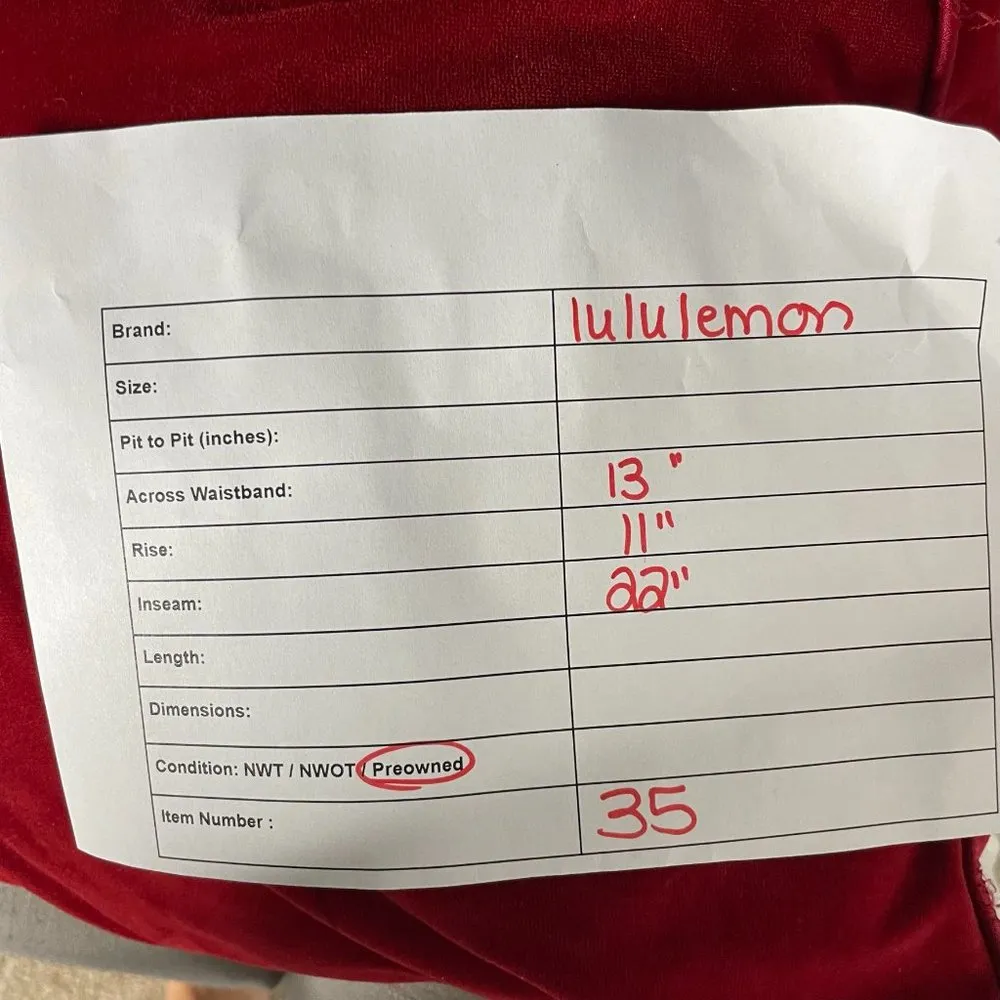 Brand: lululemon
Size:
Pit to Pit (inches):
Across Waistband: 13"
Rise: 11"
Inseam: 22"
Length:
Dimensions:
Condition: NWT / NWOT / Preowned
Item Number : 35